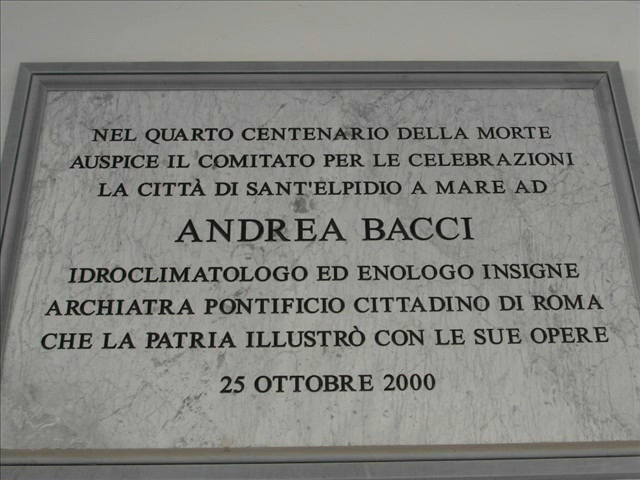 NEL QUARTO CENTENARIO DELLA MORTE
AUSPICE IL COMITATO PER LE CELEBRAZIONI
LA CITTÀ DI SANT'ELPIDIO A MARE AD
ANDREA BACCI
IDROCLIMATOLOGO ED ENOLOGO INSIGNE
ARCHIATRA PONTIFICIO CITTADINO DI ROMA
CHE LA PATRIA ILLUSTRÒ CON LE SUE OPERE
25 OTTOBRE 2000